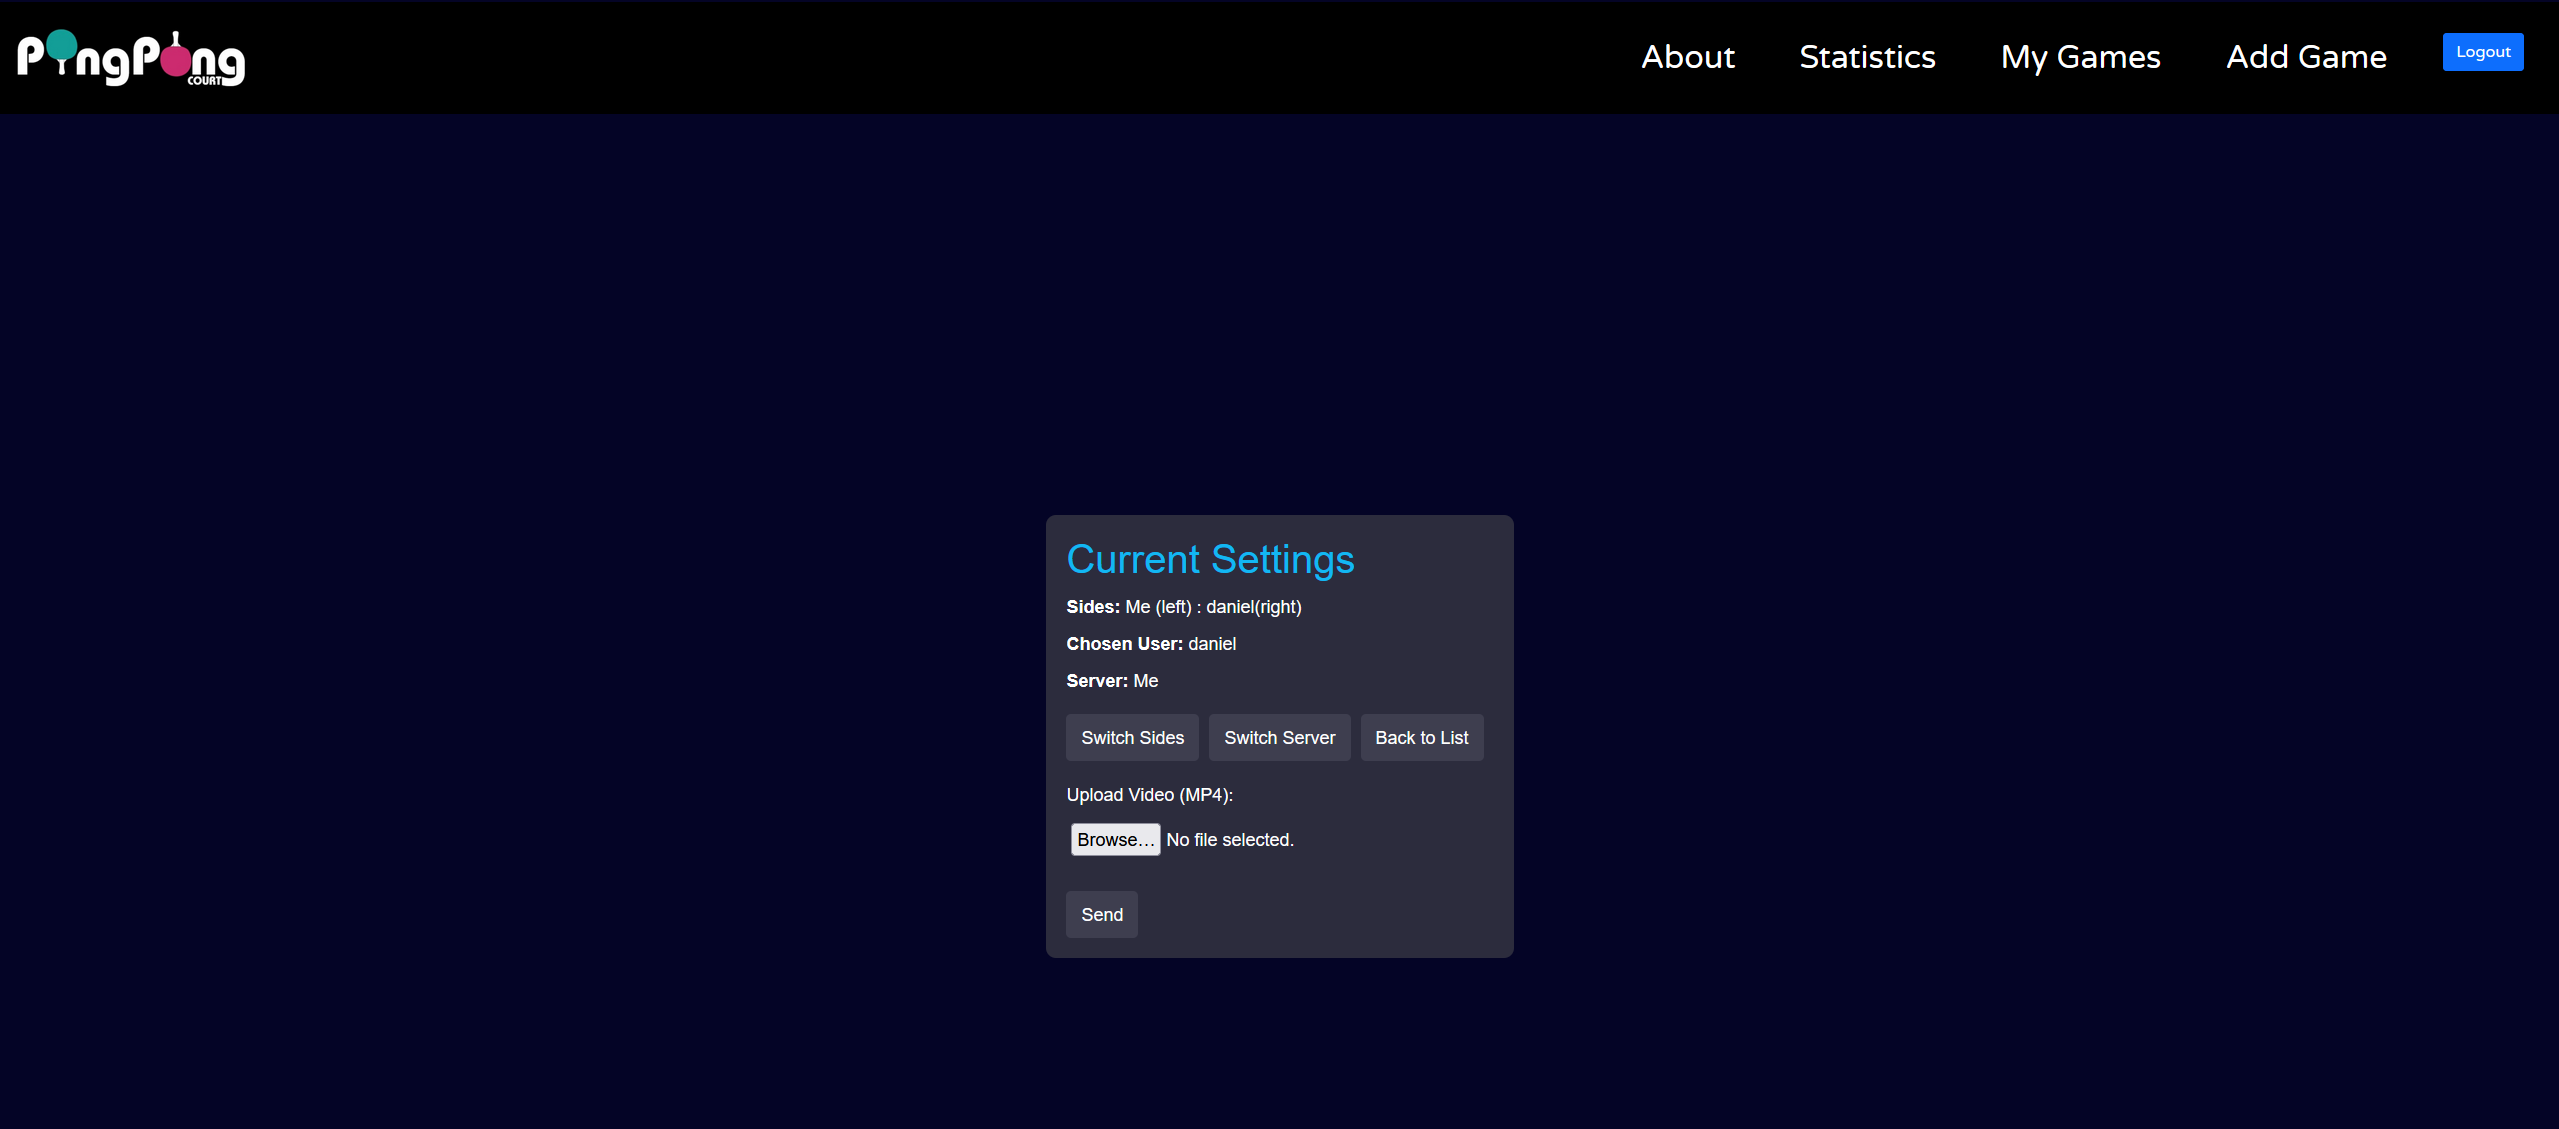 PingPong
COURT
About
Statistics
My Games
Add Game
Logout
Current Settings
Sides: Me (left) : daniel(right)
Chosen User: daniel
Server: Me
Switch Sides
Switch Server
Back to List
Upload Video (MP4):
Browse… No file selected.
Send